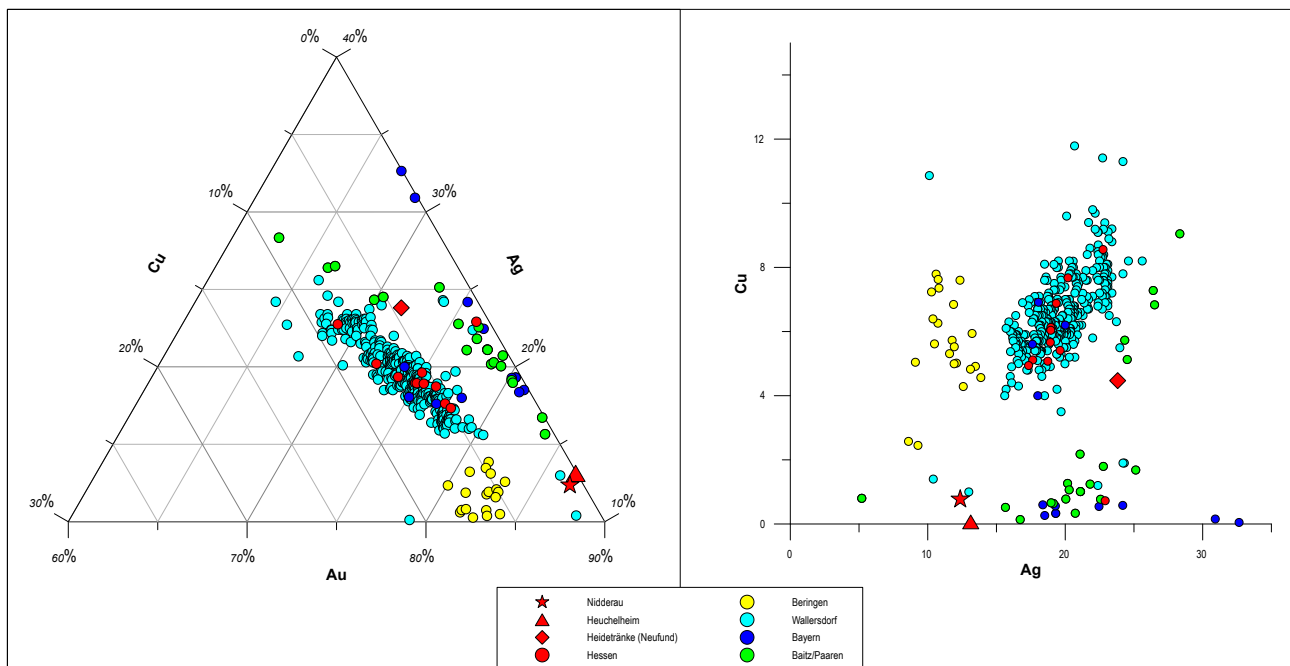 0% 40%
10% 30%
Cu Ag
20% 20%
30% 10%
60% 70% 80% 90%
Au
12
8
Cu
4
0
0 10 20 30
Ag
Nidderau
Heuchelheim
Heidetränke (Neufund)
Hessen
Beringen
Wallersdorf
Bayern
Baitz/Paaren